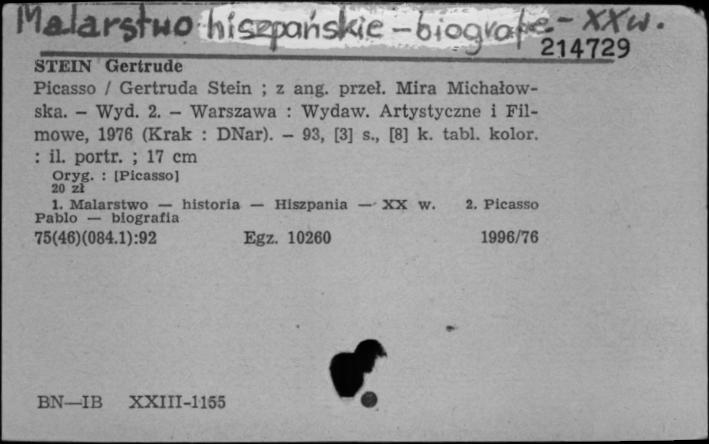 Malarstwo hiszpańskie - biografie - XX w.
214729
STEIN Gertrude
Picasso / Gertruda Stein ; z ang. przeł. Mira Michałow-
ska. — Wyd. 2. — Warszawa : Wydaw. Artystyczne i Fil-
mowe, 1976 (Krak : DNar). — 93, [3] s., [8] k. tabl. kolor.
: il. portr. ; 17 cm
Oryg. : [Picasso]
20 zł
1. Malarstwo — historia — Hiszpania — XX w. 2. Picasso
Pablo — biografia
75(46)(084.1):92 Egz. 10260 1996/76
BN—IB XXIII-1155